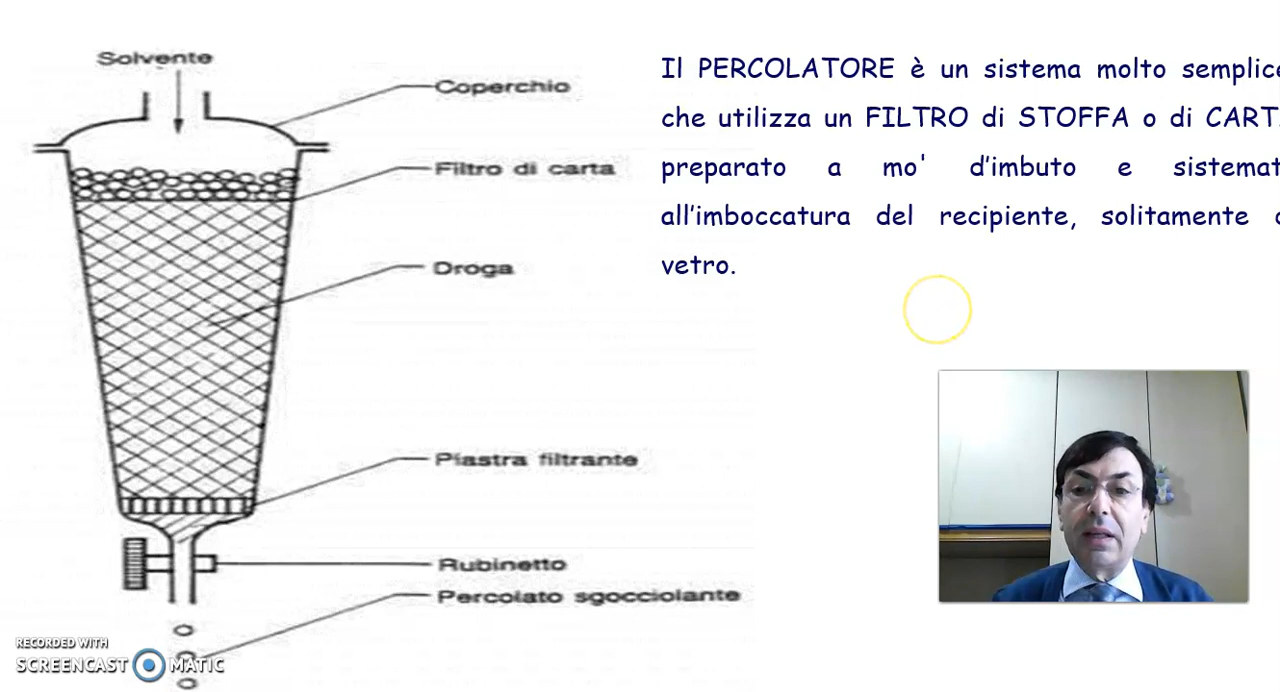 Solvente
Coperchio
Filtro di carta
Droga
Piastra filtrante
Rubinetto
Percolato sgocciolante
Il PERCOLATORE è un sistema molto semplice
che utilizza un FILTRO di STOFFA o di CART
preparato a mo' d’imbuto e sistemat
all’imboccatura del recipiente, solitamente
vetro.
RECORDED WITH
SCREENCAST MATIC